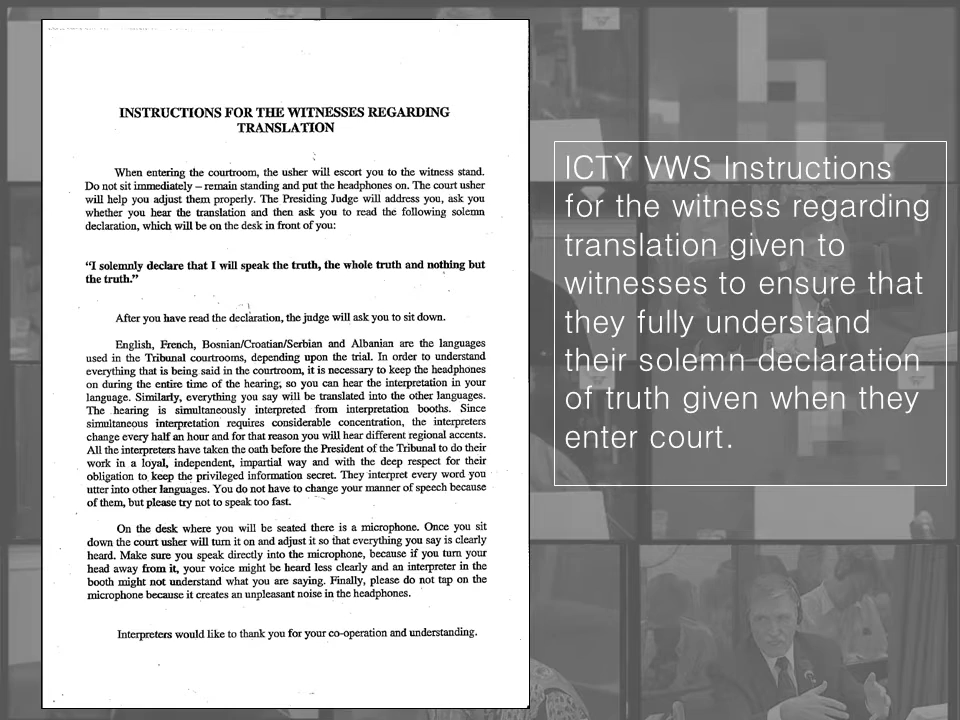 INSTRUCTIONS FOR THE WITNESSES REGARDING
TRANSLATION
When entering the courtroom, the usher will escort you to the witness stand.
Do not sit immediately – remain standing and put the headphones on. The court usher
will help you adjust them properly. The Presiding Judge will address you, ask you
whether you hear the translation and then ask you to read the following solemn
declaration, which will be on the desk in front of you:
“I solemnly declare that I will speak the truth, the whole truth and nothing but
the truth.”
After you have read the declaration, the judge will ask you to sit down.
English, French, Bosnian/Croatian/Serbian and Albanian are the languages
used in the Tribunal courtrooms, depending upon the trial. In order to understand
everything that is being said in the courtroom, it is necessary to keep the headphones
on during the entire time of the hearing; so you can hear the interpretation in your
language. Similarly, everything you say will be translated into the other languages.
The hearing is simultaneously interpreted from interpretation booths. Since
simultaneous interpretation requires considerable concentration, the interpreters
change every half an hour and for that reason you will hear different regional accents.
All the interpreters have taken the oath before the President of the Tribunal to do their
work in a loyal, independent, impartial way and with the deep respect for their
obligation to keep the privileged information secret. They interpret every word you
utter into other languages. You do not have to change your manner of speech because
of them, but please try not to speak too fast.
On the desk where you will be seated there is a microphone. Once you sit
down the court usher will turn it on and adjust it so that everything you say is clearly
heard. Make sure you speak directly into the microphone, because if you turn your
head away from it, your voice might be heard less clearly and an interpreter in the
booth might not understand what you are saying. Finally, please do not tap on the
microphone because it creates an unpleasant noise in the headphones.
Interpreters would like to thank you for your co-operation and understanding.
ICTY VWS Instructions
for the witness regarding
translation given to
witnesses to ensure that
they fully understand
their solemn declaration
of truth given when they
enter court.